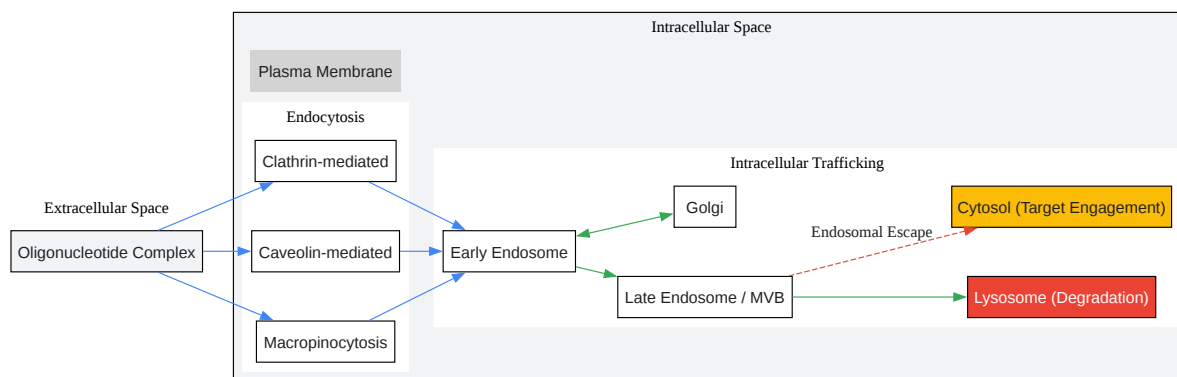 Intracellular Space
Plasma Membrane
Endocytosis
Clathrin-mediated
Intracellular Trafficking
Extracellular Space
Golgi
Cytosol (Target Engagement)
Endosomal Escape
Oligonucleotide Complex
Caveolin-mediated
Early Endosome
Late Endosome / MVB
Lysosome (Degradation)
Macropinocytosis